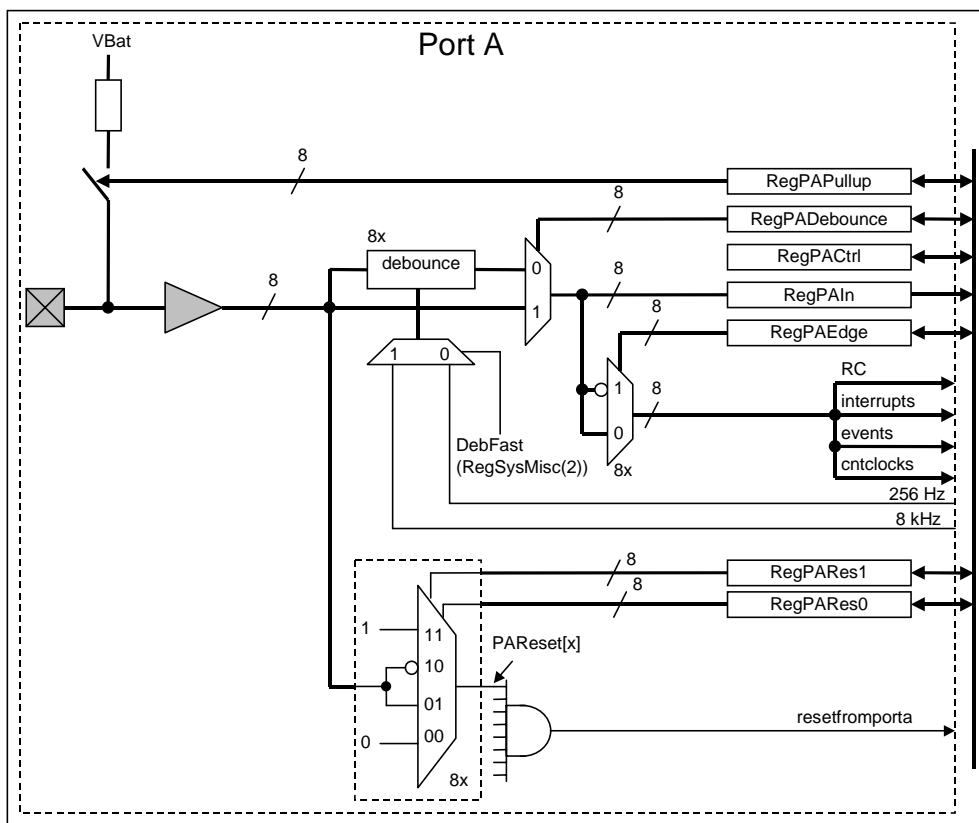 Port A
VBat
8
RegPAPullup
8
RegPADebounce
8x
debounce
0
RegPACtrl
8
1
8
RegPAIn
8
RegPAEdge
1 0
1
8
RC
0
interrupts
DebFast
(RegSysMisc(2))
8x
events
cntclocks
256 Hz
8 kHz
8
RegPARes1
8
RegPARes0
1
11
PAReset[x]
10
01
resetfromporta
0
00
8x